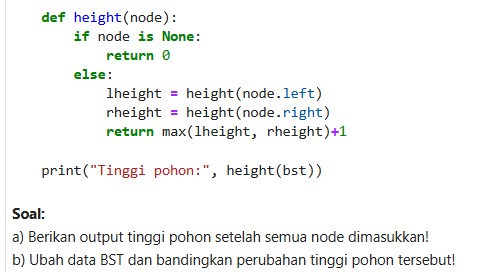 def height(node):
    if node is None:
        return 0
    else:
        lheight = height(node.left)
        rheight = height(node.right)
        return max(lheight, rheight)+1
print("Tinggi pohon:", height(bst))
Soal:
a) Berikan output tinggi pohon setelah semua node dimasukkan!
b) Ubah data BST dan bandingkan perubahan tinggi pohon tersebut!